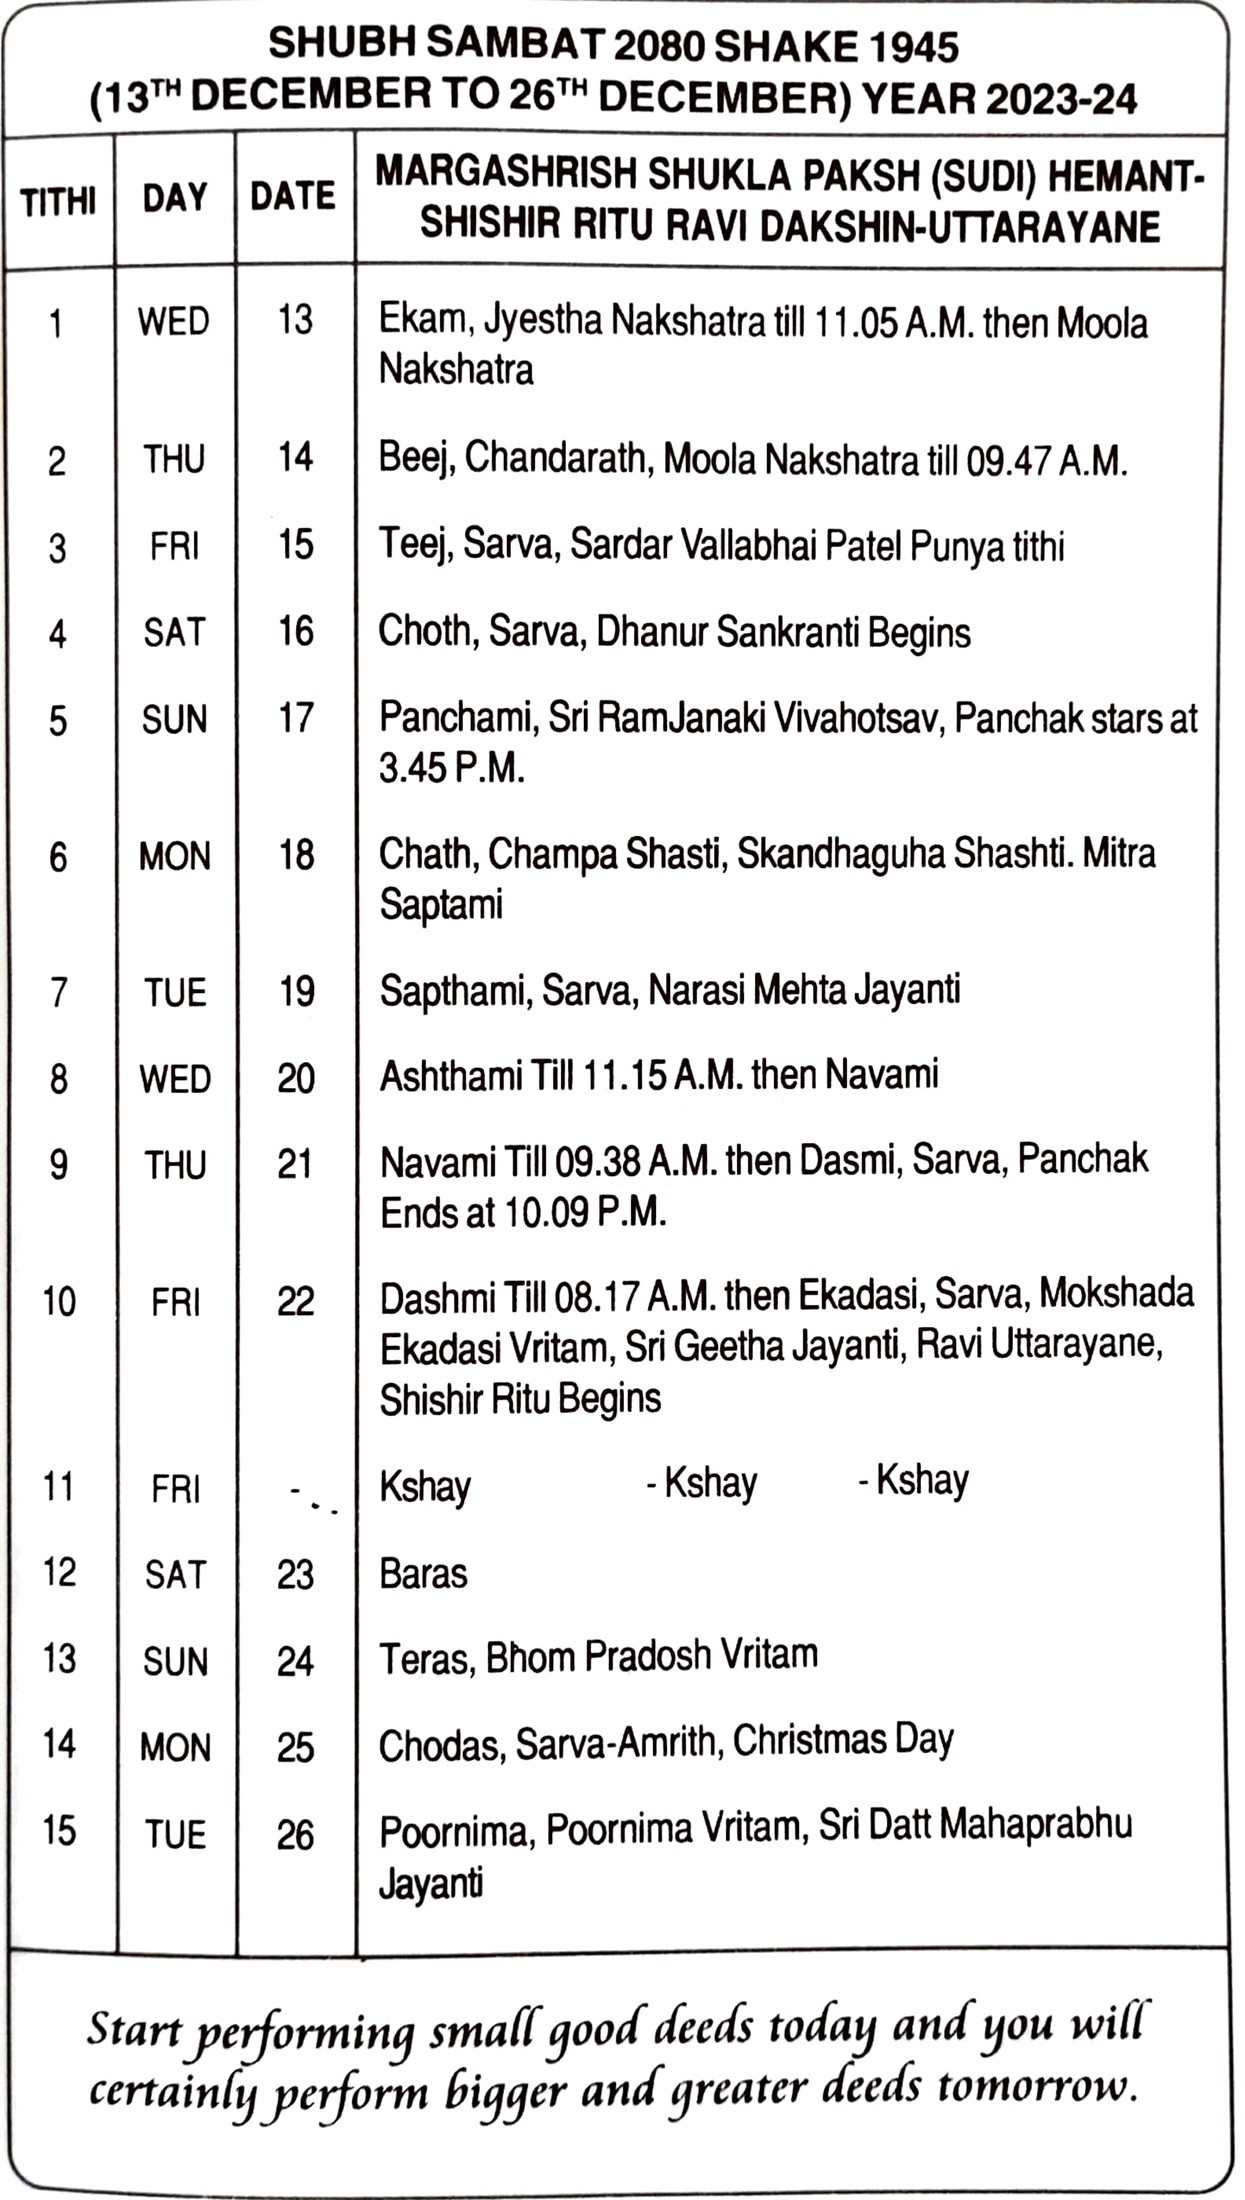 SHUBH SAMBAT 2080 SHAKE 1945
(13TH DECEMBER TO 26TH DECEMBER) YEAR 2023-24
TITHI DAY DATE MARGASHRISH SHUKLA PAKSH (SUDI) HEMANT-
SHISHIR RITU RAVI DAKSHIN-UTTARAYANE
1 WED 13 Ekam, Jyestha Nakshatra till 11.05 A.M. then Moola
Nakshatra
2 THU 14 Beej, Chandarath, Moola Nakshatra till 09.47 A.M.
3 FRI 15 Teej, Sarva, Sardar Vallabhai Patel Punya tithi
4 SAT 16 Choth, Sarva, Dhanur Sankranti Begins
5 SUN 17 Panchami, Sri RamJanaki Vivahotsav, Panchak stars at
3.45 P.M.
6 MON 18 Chath, Champa Shasti, Skandhaguha Shashti. Mitra
Saptami
7 TUE 19 Sapthami, Sarva, Narasi Mehta Jayanti
8 WED 20 Ashthami Till 11.15 A.M. then Navami
9 THU 21 Navami Till 09.38 A.M. then Dasmi, Sarva, Panchak
Ends at 10.09 P.M.
10 FRI 22 Dashmi Till 08.17 A.M. then Ekadasi, Sarva, Mokshada
Ekadasi Vritam, Sri Geetha Jayanti, Ravi Uttarayane,
Shishir Ritu Begins
11 FRI - Kshay - Kshay - Kshay
12 SAT 23 Baras
13 SUN 24 Teras, Bhom Pradosh Vritam
14 MON 25 Chodas, Sarva-Amrith, Christmas Day
15 TUE 26 Poornima, Poornima Vritam, Sri Datt Mahaprabhu
Jayanti
Start performing small good deeds today and you will
certainly perform bigger and greater deeds tomorrow.